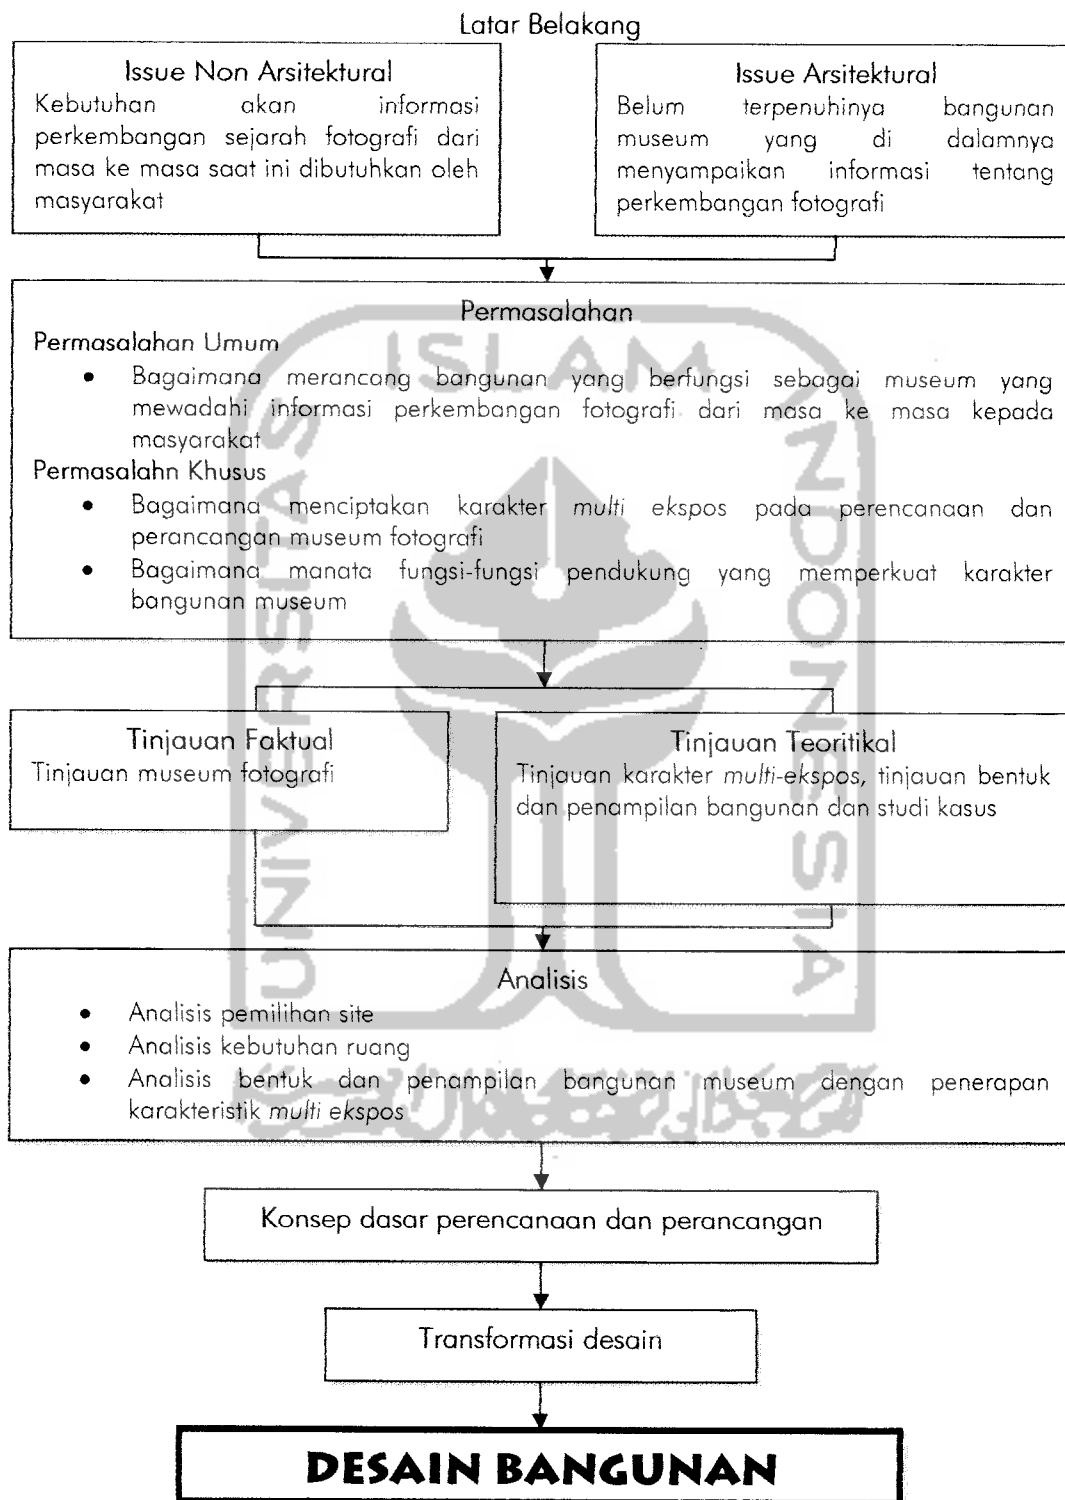 Latar Belakang
Issue Non Arsitektural
Kebutuhan akan informasi
perkembangan sejarah fotografi dari
masa ke masa saat ini dibutuhkan oleh
masyarakat
Issue Arsitektural
Belum terpenuhinya bangunan
museum yang di dalamnya
menyampaikan informasi tentang
perkembangan fotografi
Permasalahan
Permasalahan Umum
• Bagaimana merancang bangunan yang berfungsi sebagai museum yang
mewadahi informasi perkembangan fotografi dari masa ke masa kepada
masyarakat
Permasalahn Khusus
• Bagaimana menciptakan karakter multi ekspos pada perencanaan dan
perancangan museum fotografi
• Bagaimana manata fungsi-fungsi pendukung yang memperkuat karakter
bangunan museum
Tinjauan Faktual
Tinjauan museum fotografi
Tinjauan Teoritikal
Tinjauan karakter multi-ekspos, tinjauan bentuk
dan penampilan bangunan dan studi kasus
Analisis
• Analisis pemilihan site
• Analisis kebutuhan ruang
• Analisis bentuk dan penampilan bangunan museum dengan penerapan
karakteristik multi ekspos
Konsep dasar perencanaan dan perancangan
Transformasi desain
DESAIN BANGUNAN
UNIVERSITAS
ISLAM
INDONESIA